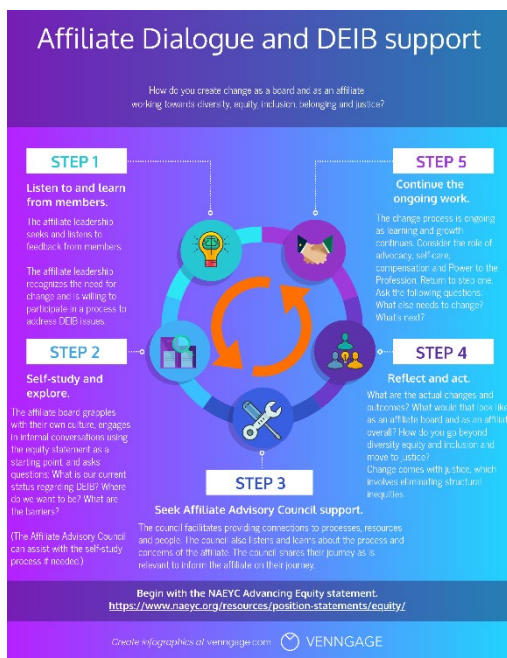 Affiliate Dialogue and DEIB support
How do you create change as a board and as an affiliate
working towards diversity, equity, inclusion, belonging and justice?
STEP 1
Listen to and learn
from members.
The affiliate leadership
seeks and listens to
feedback from members.
The affiliate leadership
recognizes the need for
change and is willing to
participate in a process to
address DEIB issues.
STEP 2
Self-study and
explore.
The affiliate board grapples
with their own culture, engages
in internal conversations using
the equity statement as a
starting point, and asks
questions: What is our current
status regarding DEIB? Where
do we want to be? What are
the barriers?
(The Affiliate Advisory Council
can assist with the self-study
process if needed.)
STEP 3
Seek Affiliate Advisory Council support.
The council facilitates providing connections to processes, resources
and people. The council also listens and learns about the process and
concerns of the affiliate. The council shares their journey as is
relevant to inform the affiliate on their journey.
STEP 4
Reflect and act.
What are the actual changes and
outcomes? What would that look like
as an affiliate board and as an affiliat
overall? How do you go beyond
diversity equity and inclusion and
move to justice?
Change comes with justice, which
involves eliminating structural
inequities.
STEP 5
Continue the
ongoing work.
The change process is ongoing
as learning and growth
continues. Consider the role of
advocacy, self-care,
compensation and Power to the
Profession. Return to step one.
Ask the following questions:
What else needs to change?
What's next?
Begin with the NAEYC Advancing Equity statement.
https://www.naeyc.org/resources/position-statements/equity/
Create infographics at venngage.com
VENNGAGE